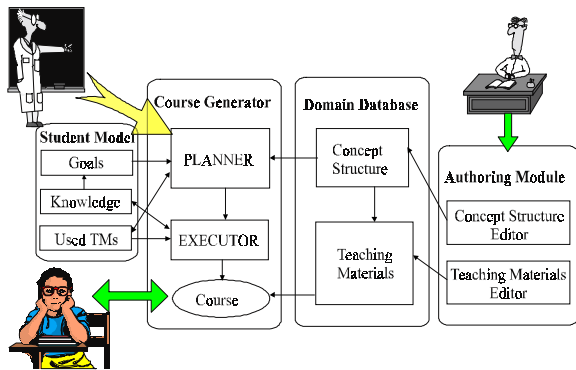 Course Generator
Domain Database
Student Model
Goals
Knowledge
Used TMs
PLANNER
EXECUTOR
Course
Concept
Structure
Teaching
Materials
Authoring Module
Concept Structure
Editor
Teaching Materials
Editor